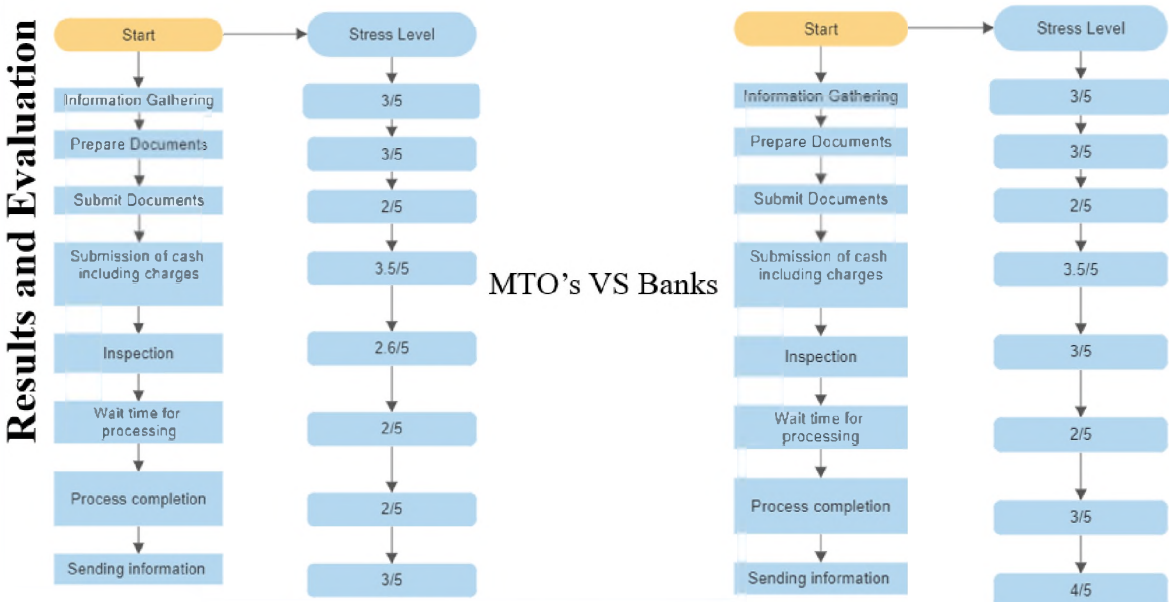 Results and Evaluation
Start
Stress Level
Information Gathering
3/5
Prepare Documents
3/5
Submit Documents
2/5
Submission of cash
including charges
3.5/5
Inspection
2.6/5
Wait time for
processing
2/5
Process completion
2/5
Sending information
3/5
MTO's VS Banks
Start
Stress Level
Information Gathering
3/5
Prepare Documents
3/5
Submit Documents
2/5
Submission of cash
including charges
3.5/5
Inspection
3/5
Wait time for
processing
2/5
Process completion
3/5
Sending information
4/5